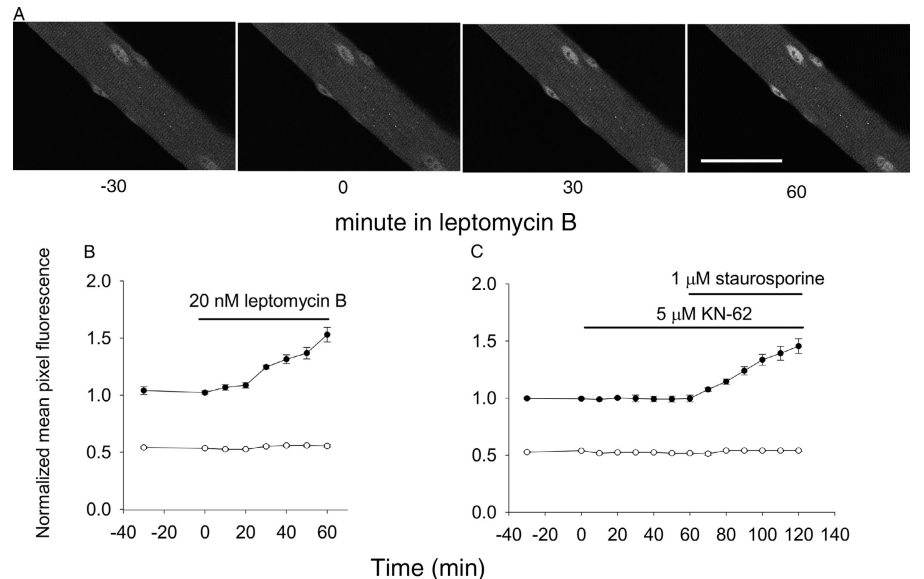 A
-30 0 30 60
minute in leptomycin B
B
C
Normalized mean pixel fluorescence
2.0
1.5
1.0
0.5
0.0
20 nM leptomycin B
-40 -20 0 20 40 60
2.0
1.5
1.0
0.5
0.0
1 μM staurosporine
5 μM KN-62
-40 -20 0 20 40 60 80 100 120 140
Time (min)